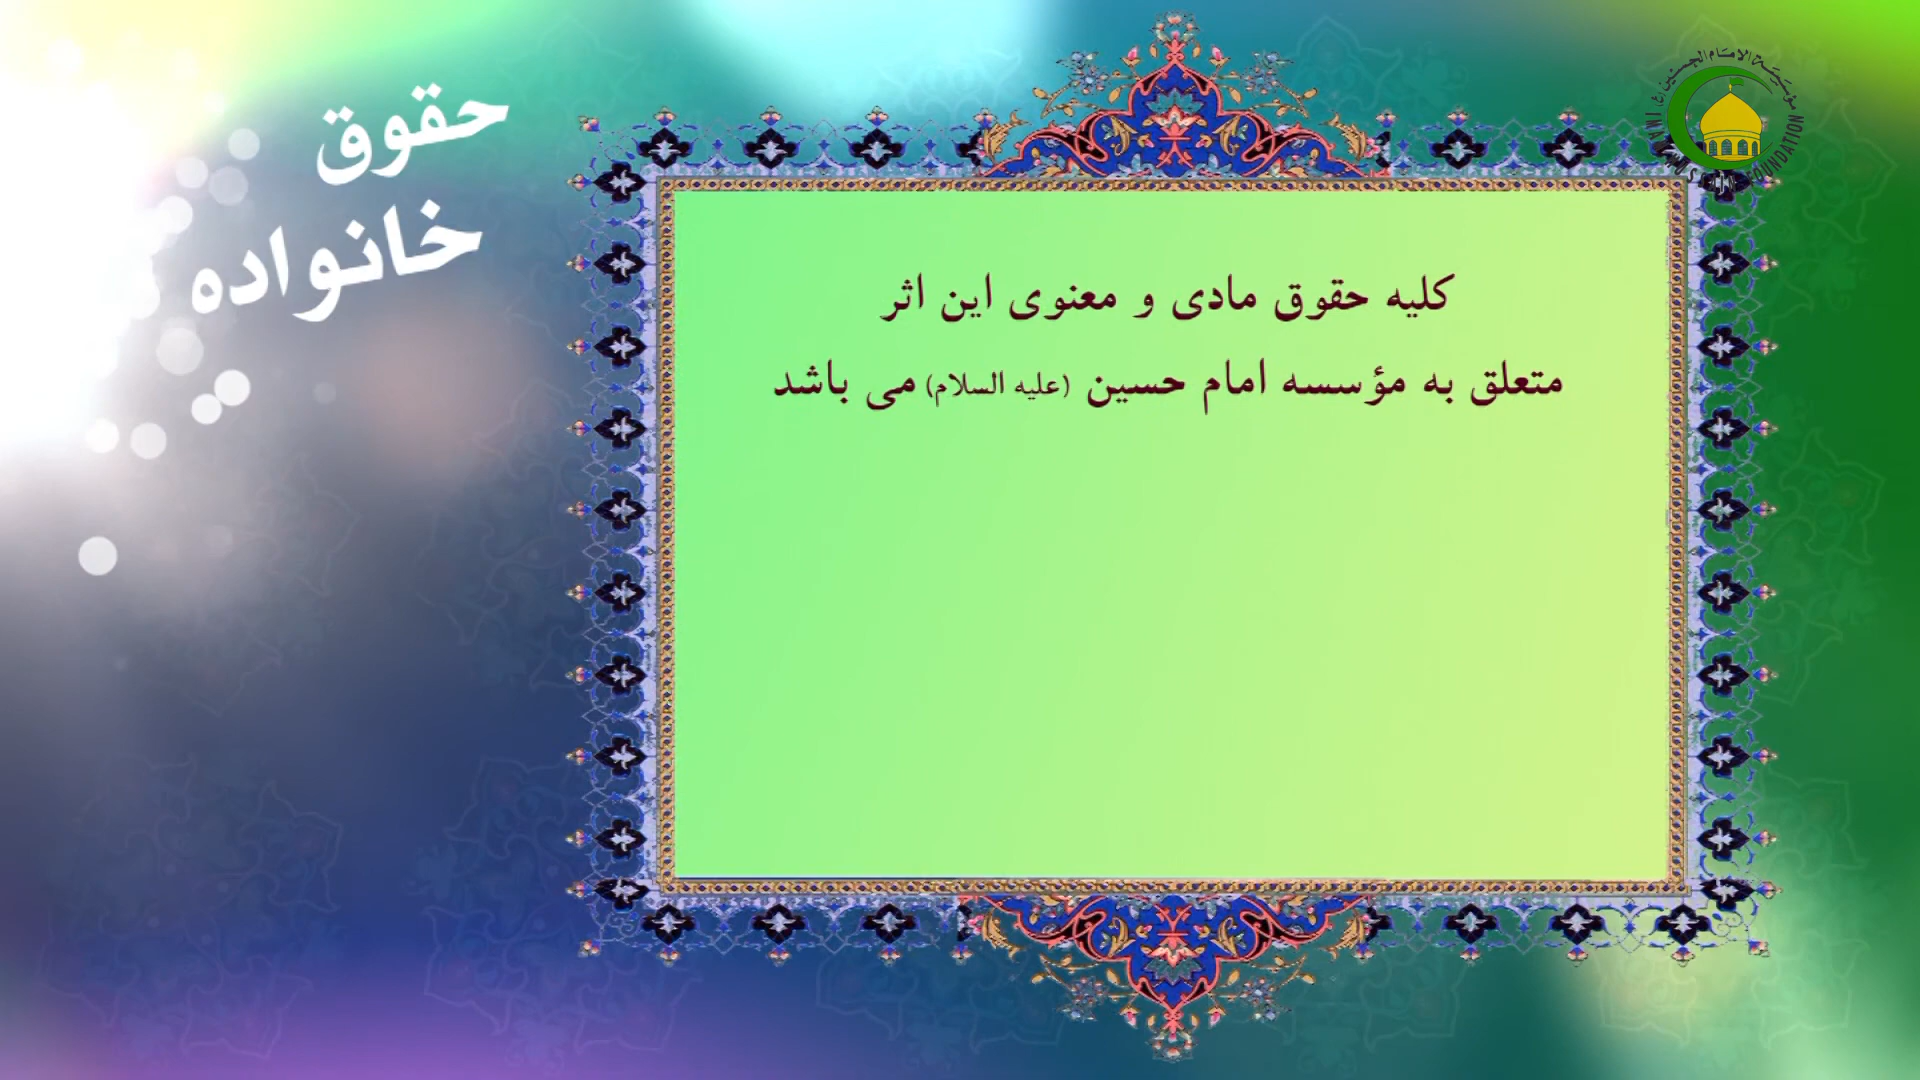 حقوق
خانواده
کلیه حقوق مادی و معنوی این اثر
متعلق به مؤسسه امام حسین (علیه السلام) می باشد